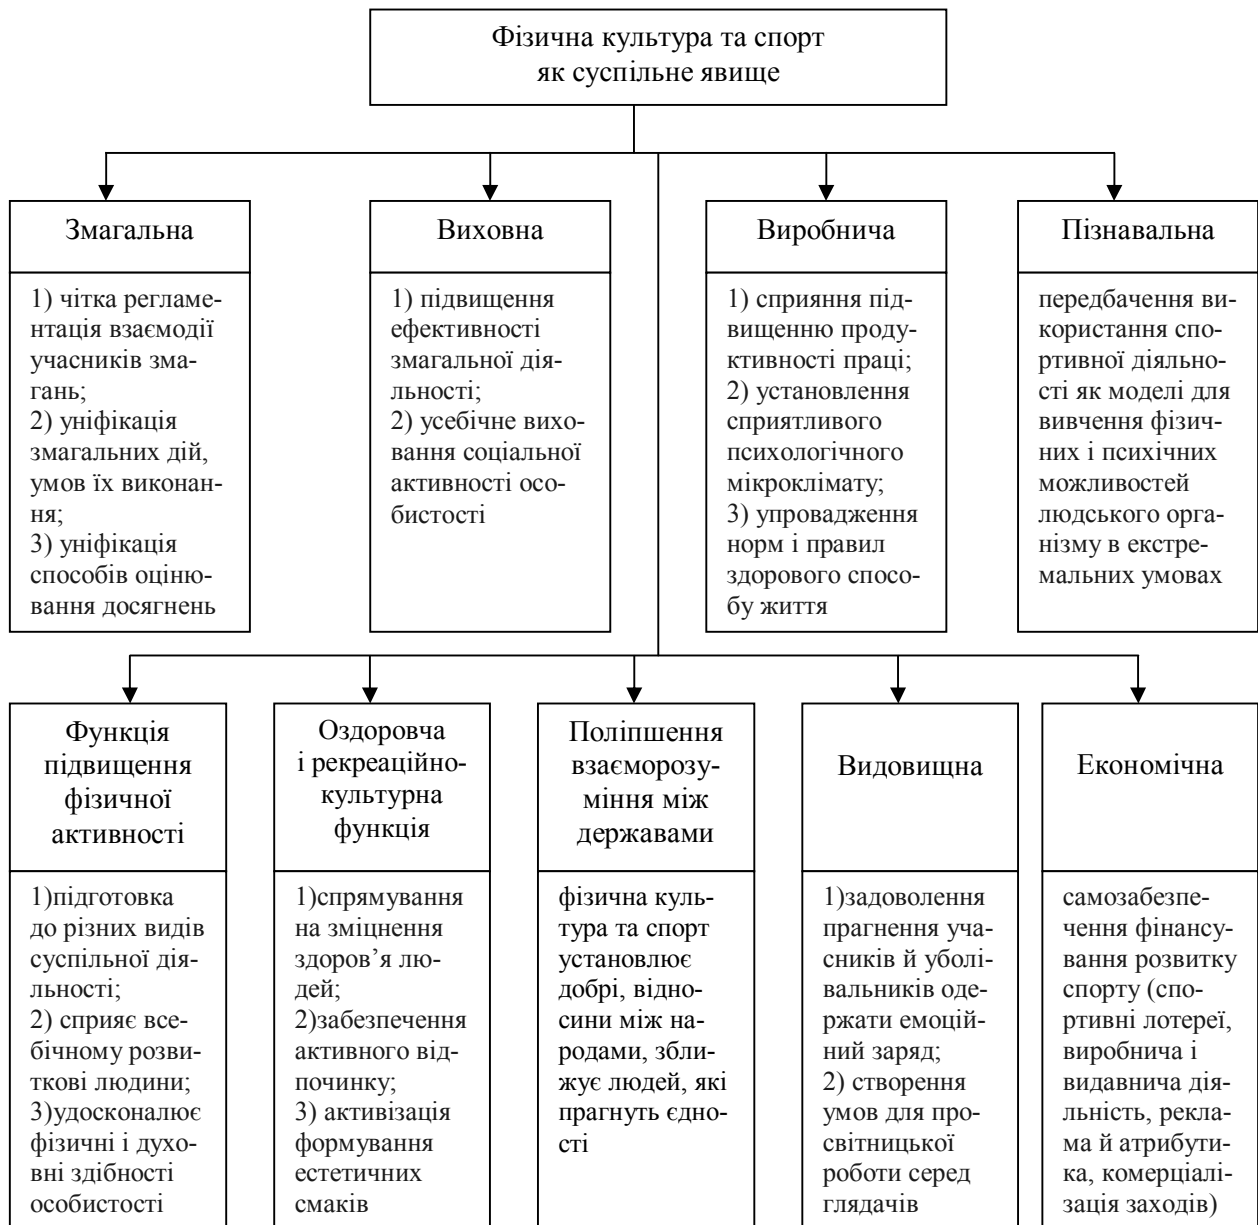 Фізична культура та спорт
як суспільне явище
Змагальна
1) чітка регламе-
нтація взаємодії
учасників зма-
гань;
2) уніфікація
змагальних дій,
умов їх виконан-
ня;
3) уніфікація
способів оціню-
вання досягнень
Виховна
1) підвищення
ефективності
змагальної дія-
льності;
2) усебічне вихо-
вання соціальної
активності осо-
бистості
Виробнича
1) сприяння під-
вищенню проду-
ктивності праці;
2) установлення
сприятливого
психологічного
мікроклімату;
3) упровадження
норм і правил
здорового спосо-
бу життя
Пізнавальна
передбачення ви-
користання спо-
ртивної діяльно-
сті як моделі для
вивчення фізич-
них і психічних
можливостей
людського орга-
нізму в екстре-
мальних умовах
Функція
підвищення
фізичної
активності
1)підготовка
до різних видів
суспільної дія-
льності;
2) сприяє все-
бічному розви-
ткові людини;
3)удосконалює
фізичні і духо-
вні здібності
особистості
Оздоровча
і рекреаційно-
культурна
функція
1)спрямування
на зміцнення
здоров’я лю-
дей;
2)забезпечення
активного від-
починку;
3) активізація
формування
естетичних
смаків
Поліпшення
взаєморозу-
міння між
державами
фізична куль-
тура та спорт
установлює
добрі, відно-
сини між на-
родами, збли-
жує людей, які
прагнуть єдно-
сті
Видовищна
1)задоволення
прагнення уча-
сників й уболі-
вальників оде-
ржати емоцій-
ний заряд;
2) створення
умов для про-
світницької
роботи серед
глядачів
Економічна
самозабезпе-
чення фінансу-
вання розвитку
спорту (спо-
ртивні лотереї,
виробнича і
видавнича дія-
льність, рекла-
ма й атрибути-
ка, комерціалі-
зація заходів)